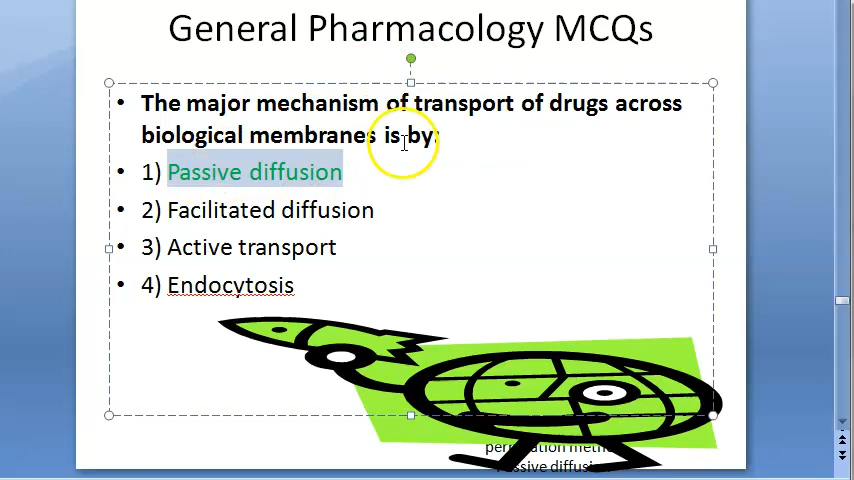 General Pharmacology MCQs
• The major mechanism of transport of drugs across
biological membranes is by:
• 1) Passive diffusion
• 2) Facilitated diffusion
• 3) Active transport
• 4) Endocytosis